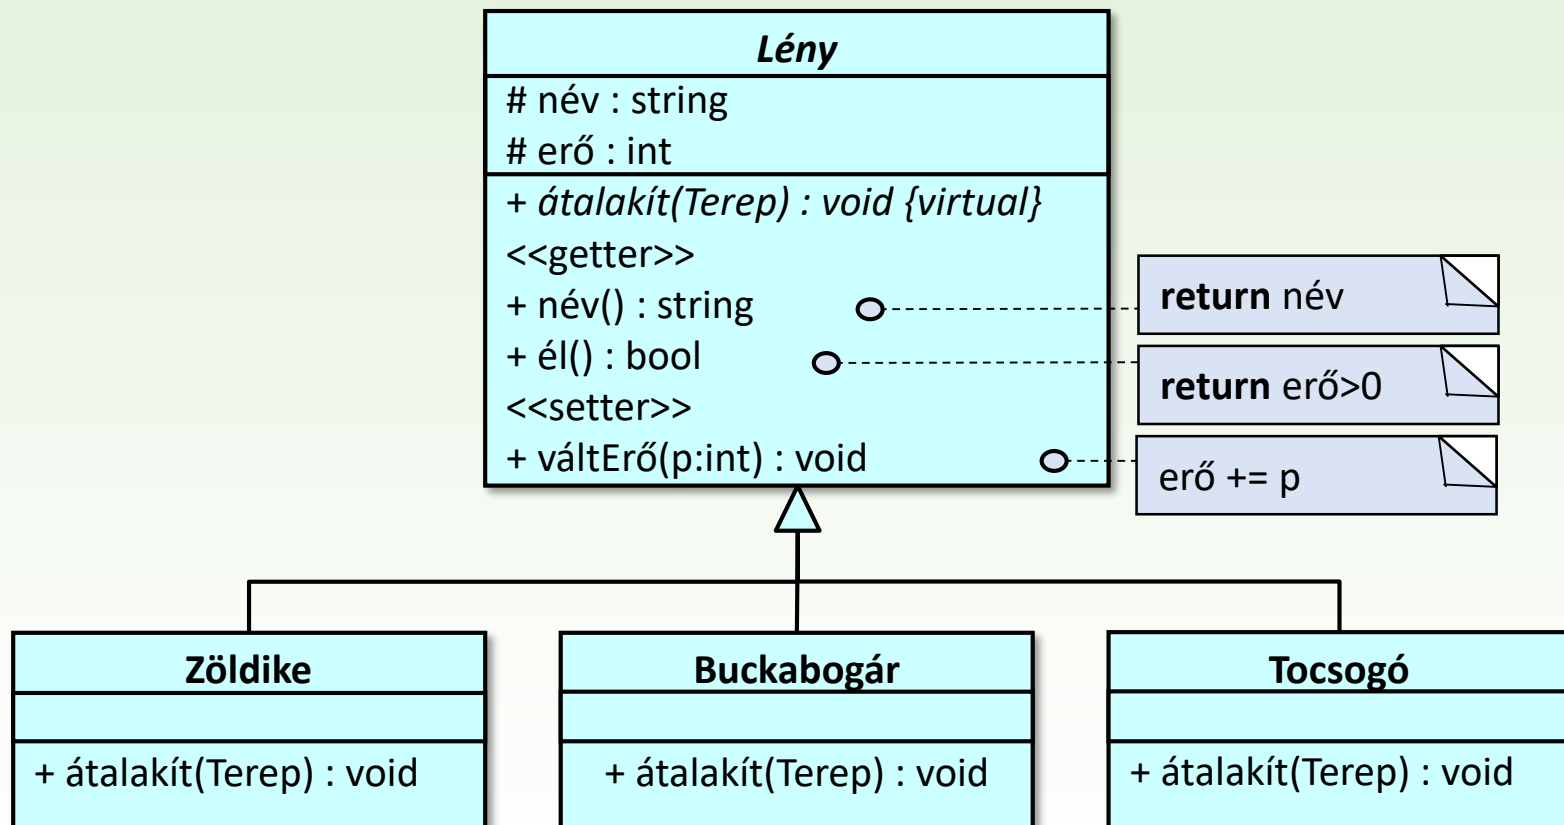 Lény
# név : string
# erő : int
+ átalakít(Terep) : void {virtual}
<<getter>>
+ név() : string
return név
+ él() : bool
return erő>0
<<setter>>
+ váltErő(p:int) : void
erő += p
Zöldike
+ átalakít(Terep) : void
Buckabogár
+ átalakít(Terep) : void
Tocsogó
+ átalakít(Terep) : void